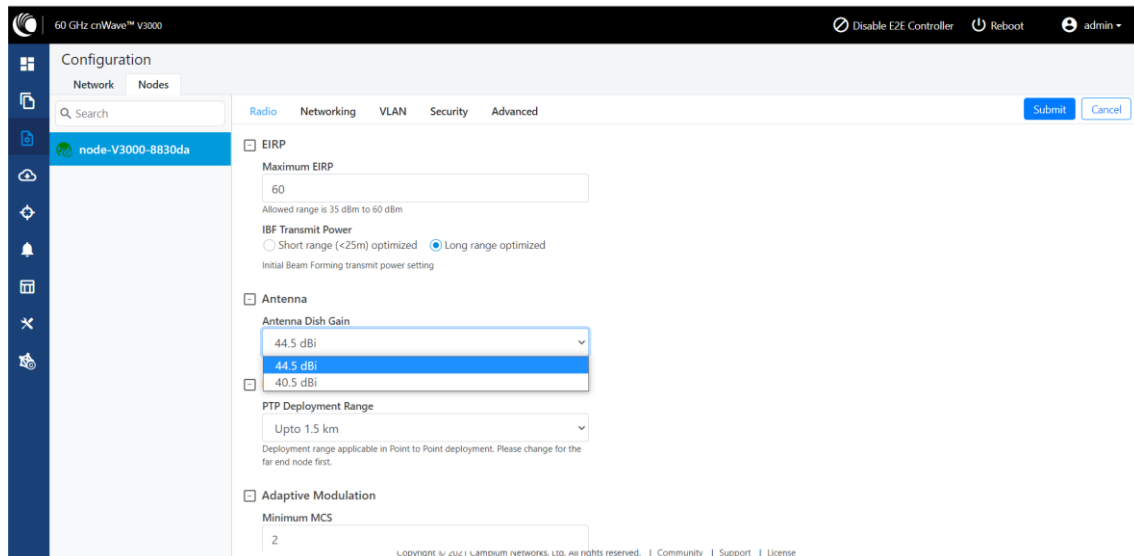 60 GHz cnWave™ V3000
Disable E2E Controller
Reboot
admin
Configuration
Network Nodes
Search
Radio Networking VLAN Security Advanced
Submit Cancel
node-V3000-8830da
EIRP
Maximum EIRP
60
Allowed range is 35 dBm to 60 dBm
IBF Transmit Power
Short range (<25m) optimized Long range optimized
Initial Beam Forming transmit power setting
Antenna
Antenna Dish Gain
44.5 dBi
44.5 dBi
40.5 dBi
PTP Deployment Range
Upto 1.5 km
Deployment range applicable in Point to Point deployment. Please change for the
far end node first.
Adaptive Modulation
Minimum MCS
2
Copyright © 2021 Cambium Networks, Ltd. All rights reserved. | Community | Support | License